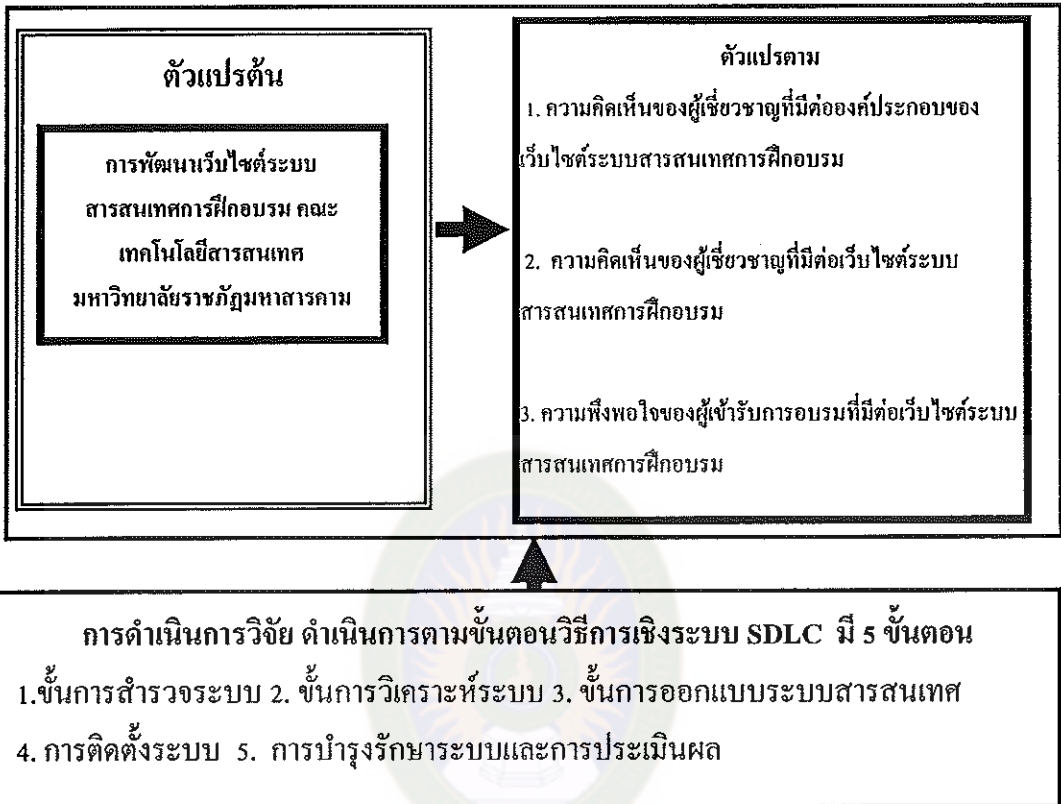 ตัวแปรต้น
การพัฒนาเว็บไซต์ระบบ
สารสนเทศการฝึกอบรม คณะ
เทคโนโลยีสารสนเทศ
มหาวิทยาลัยราชภัฏมหาสารคาม
ตัวแปรตาม
1. ความคิดเห็นของผู้เชี่ยวชาญที่มีต่อองค์ประกอบของ
เว็บไซต์ระบบสารสนเทศการฝึกอบรม
2. ความคิดเห็นของผู้เชี่ยวชาญที่มีต่อเว็บไซต์ระบบ
สารสนเทศการฝึกอบรม
3. ความพึงพอใจของผู้เข้ารับการอบรมที่มีต่อเว็บไซต์ระบบ
สารสนเทศการฝึกอบรม
การดำเนินการวิจัย ดำเนินการตามขั้นตอนวิธีการเชิงระบบ SDLC มี 5 ขั้นตอน
1.ขั้นการสำรวจระบบ 2. ขั้นการวิเคราะห์ระบบ 3. ขั้นการออกแบบระบบสารสนเทศ
4. การติดตั้งระบบ 5. การบำรุงรักษาระบบและการประเมินผล